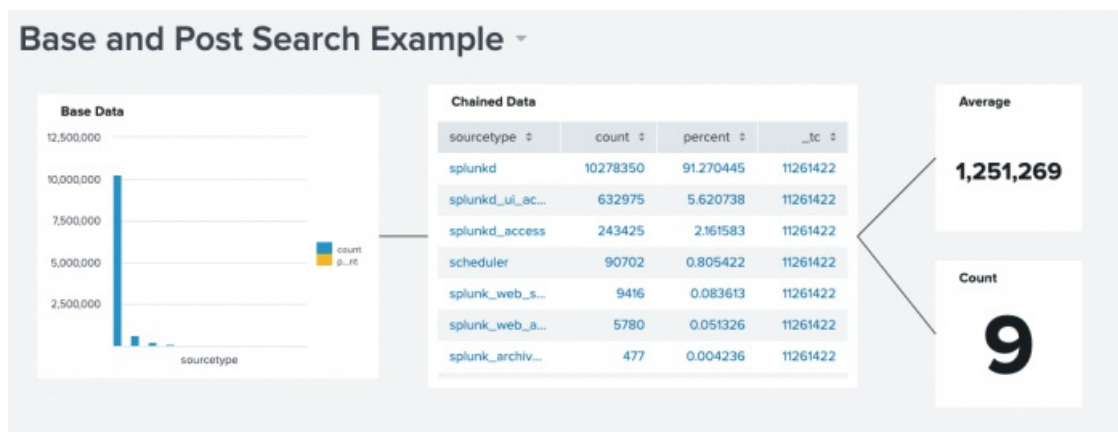 Base and Post Search Example
Base Data
12,500,000
10,000,000
7,500,000
5,000,000
2,500,000
sourcetype
count
p...nt
Chained Data
sourcetype count percent _tc
splunkd 10278350 91.270445 11261422
splunkd_ui_ac... 632975 5.620738 11261422
splunkd_access 243425 2.161583 11261422
scheduler 90702 0.805422 11261422
splunk_web_s... 9416 0.083613 11261422
splunk_web_a... 5780 0.051326 11261422
splunk_archiv... 477 0.004236 11261422
Average
1,251,269
Count
9